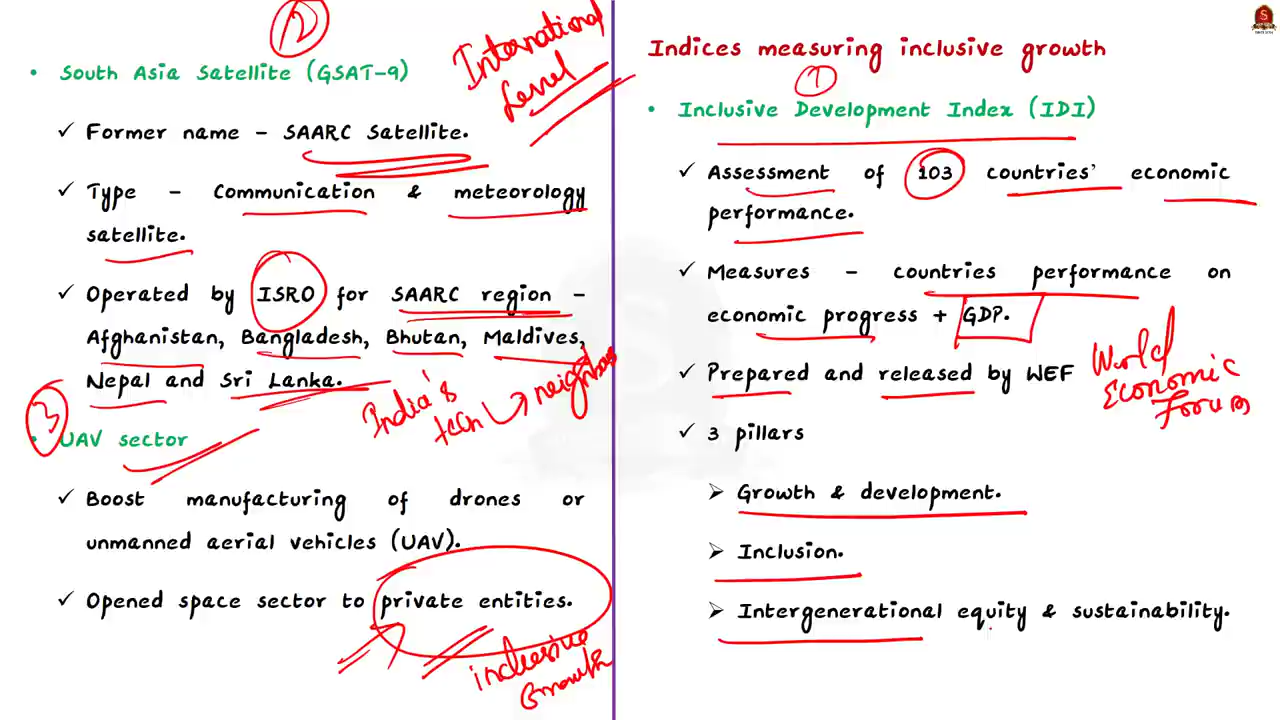 2
International
Level
• South Asia Satellite (GSAT-9)
✓ Former name – SAARC Satellite.
✓ Type – Communication & meteorology
satellite.
✓ Operated by ISRO for SAARC region –
Afghanistan, Bangladesh, Bhutan, Maldives,
Nepal and Sri Lanka.
India's
tech → neighbors
3
• UAV sector
✓ Boost manufacturing of drones or
unmanned aerial vehicles (UAV).
✓ Opened space sector to private entities.
inclusive
Growth
Indices measuring inclusive growth
1
• Inclusive Development Index (IDI)
✓ Assessment of 103 countries' economic
performance.
✓ Measures – countries performance on
economic progress + GDP.
✓ Prepared and released by WEF
World
Economic
Forum
✓ 3 pillars
➢ Growth & development.
➢ Inclusion.
➢ Intergenerational equity & sustainability.
S